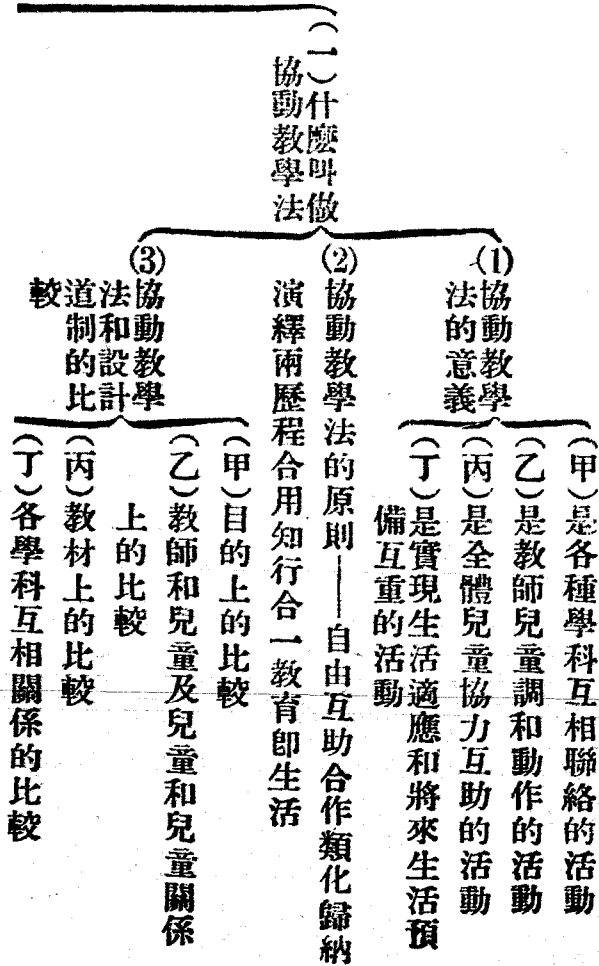 （一）什麼叫做
協動教學法
(1)協動教學
法的意義
（甲）是各種學科互相聯絡的活動
（乙）是教師兒童調和動作的活動
（丙）是全體兒童協力互助的活動
（丁）是實現生活適應和將來生活預
備互重的活動
(2)協動教學法的原則——自由互助合作類化歸納
演繹兩歷程合用知行合一教育卽生活
(3)協動教學
法和設計
道制的比
較
（甲）目的上的比較
（乙）教師和兒童及兒童和兒童關係
上的比較
（丙）教材上的比較
（丁）各學科互相關係的比較